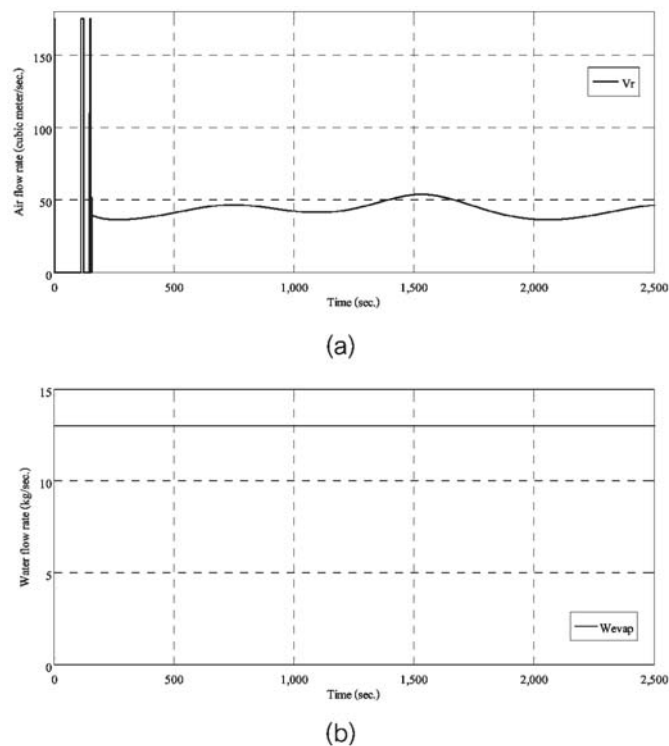 150
100
50
0
Air flow rate (cubic meter/sec.)
Vr
0 500 1,000 1,500 2,000 2,500
Time (sec.)
(a)
15
10
5
0
Water flow rate (kg/sec.)
Wevap
0 500 1,000 1,500 2,000 2,500
Time (sec.)
(b)